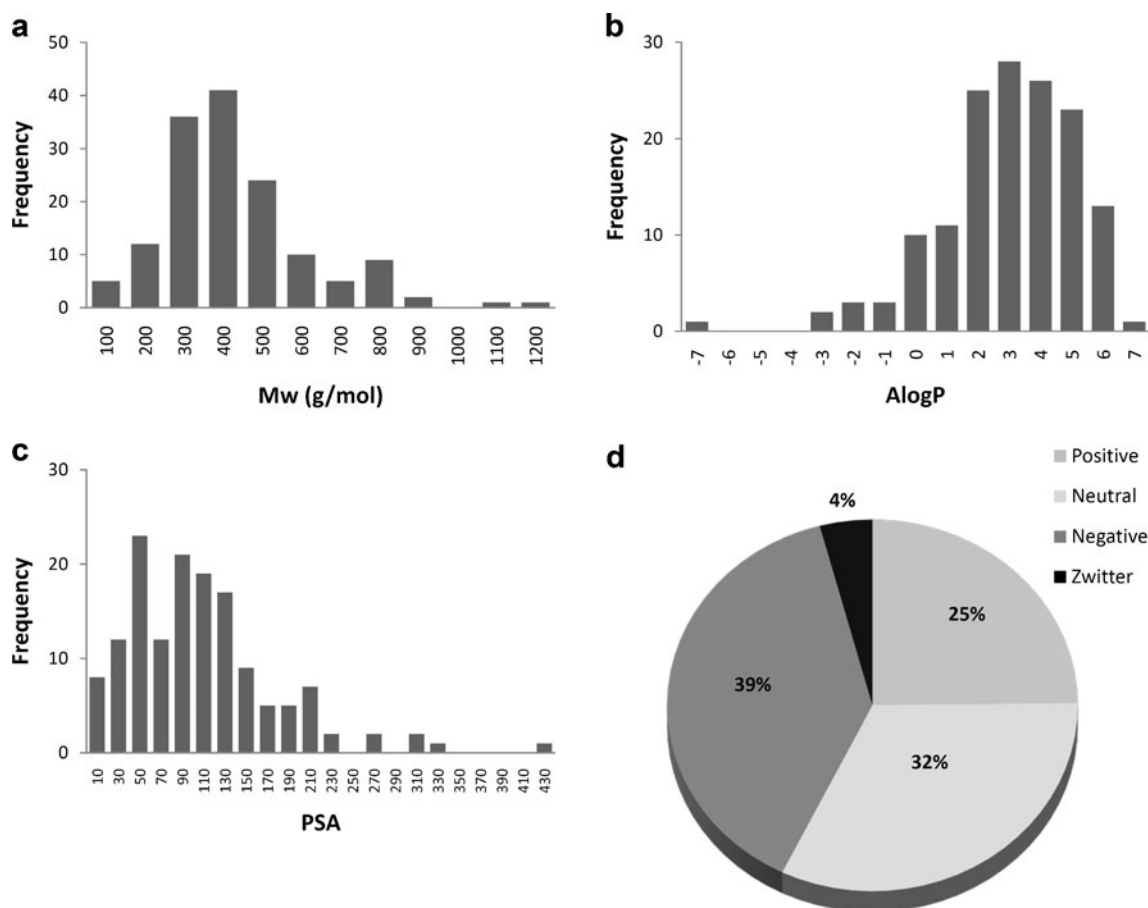 a
50
40
30
20
10
0
Frequency
100 200 300 400 500 600 700 800 900 1000 1100 1200
Mw (g/mol)
b
30
20
10
0
Frequency
-7 -6 -5 -4 -3 -2 -1 0 1 2 3 4 5 6 7
AlogP
c
30
20
10
0
Frequency
10 30 50 70 90 110 130 150 170 190 210 230 250 270 290 310 330 350 370 390 410 430
PSA
d
Positive
Neutral
Negative
Zwitter
4%
25%
39%
32%